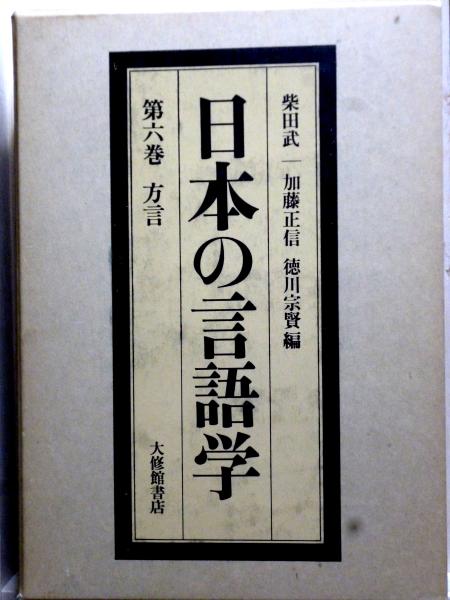 柴田武｜加藤正信 徳川宗賢編
日本の言語学
第六巻 方言
大修館書店